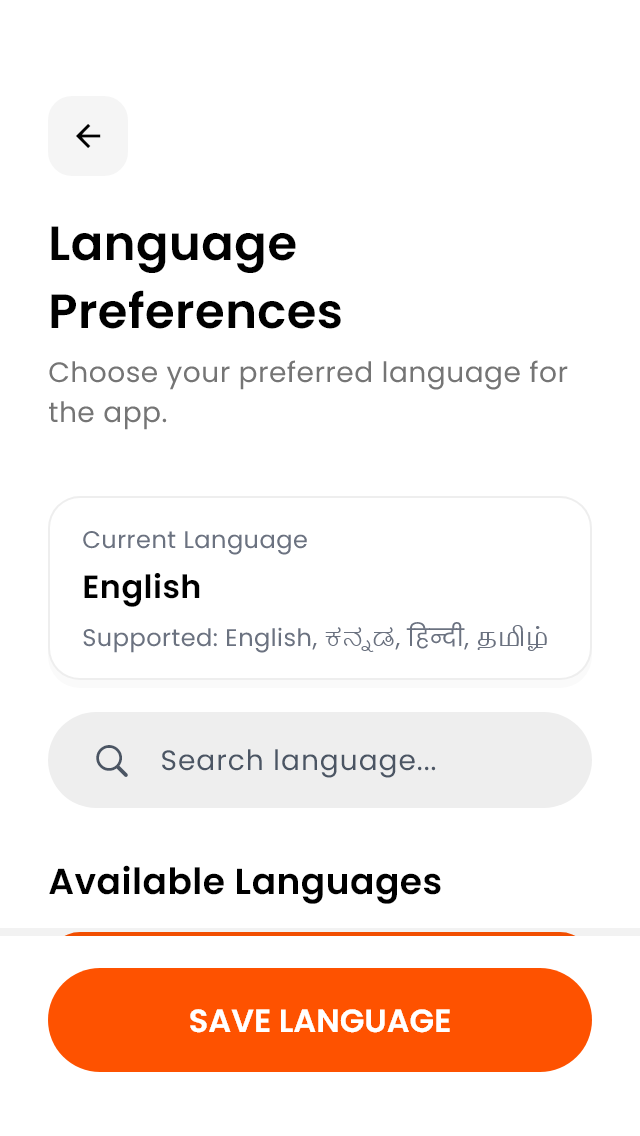 Language
Preferences
Choose your preferred language for
the app.
Current Language
English
Supported: English, ಕನ್ನಡ, हिन्दी, தமிழ்
Search language...
Available Languages
SAVE LANGUAGE